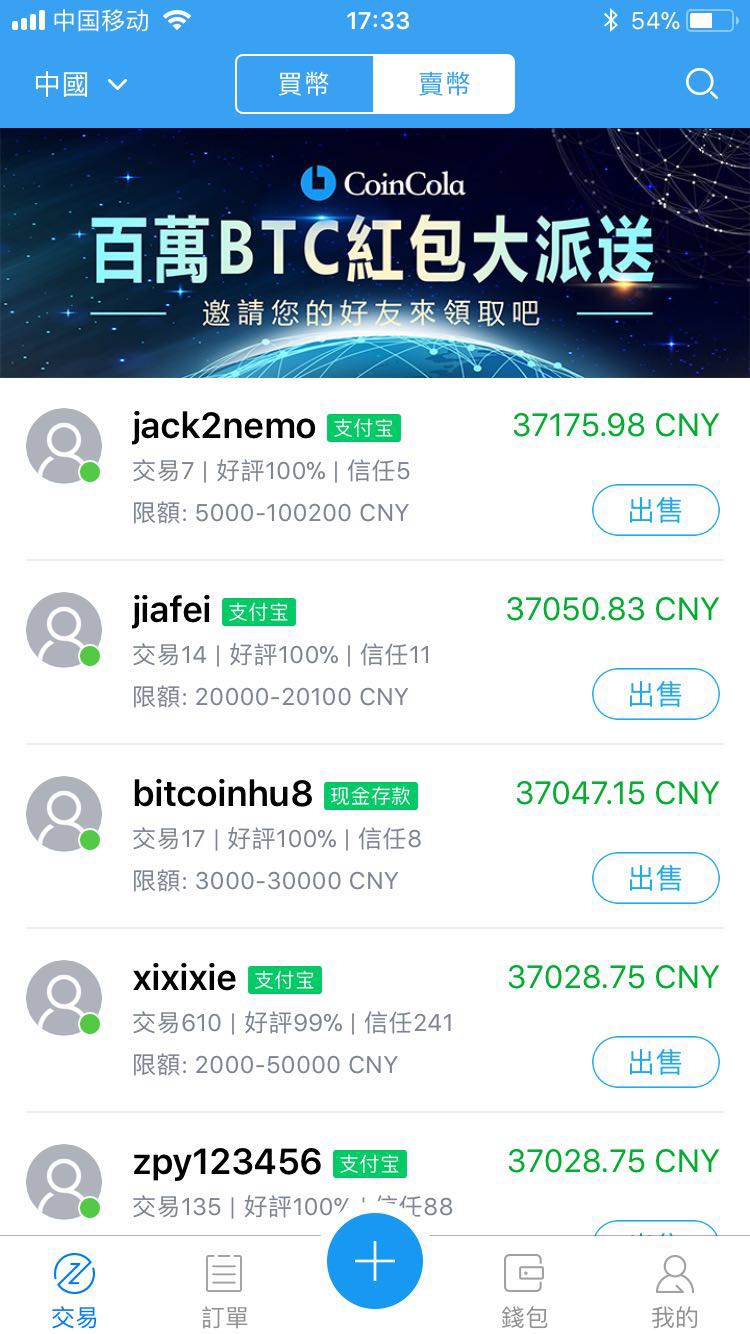 中国移动 17:33 54%
中國 買幣 賣幣
CoinCola
百萬BTC紅包大派送
邀請您的好友來領取吧
jack2nemo 支付宝 37175.98 CNY
交易7 | 好評100% | 信任5
限額: 5000-100200 CNY 出售
jiafei 支付宝 37050.83 CNY
交易14 | 好評100% | 信任11
限額: 20000-20100 CNY 出售
bitcoinhu8 现金存款 37047.15 CNY
交易17 | 好評100% | 信任8
限額: 3000-30000 CNY 出售
xixixie 支付宝 37028.75 CNY
交易610 | 好評99% | 信任241
限額: 2000-50000 CNY 出售
zpy123456 支付宝 37028.75 CNY
交易135 | 好評100% | 信任88
交易 訂單 錢包 我的